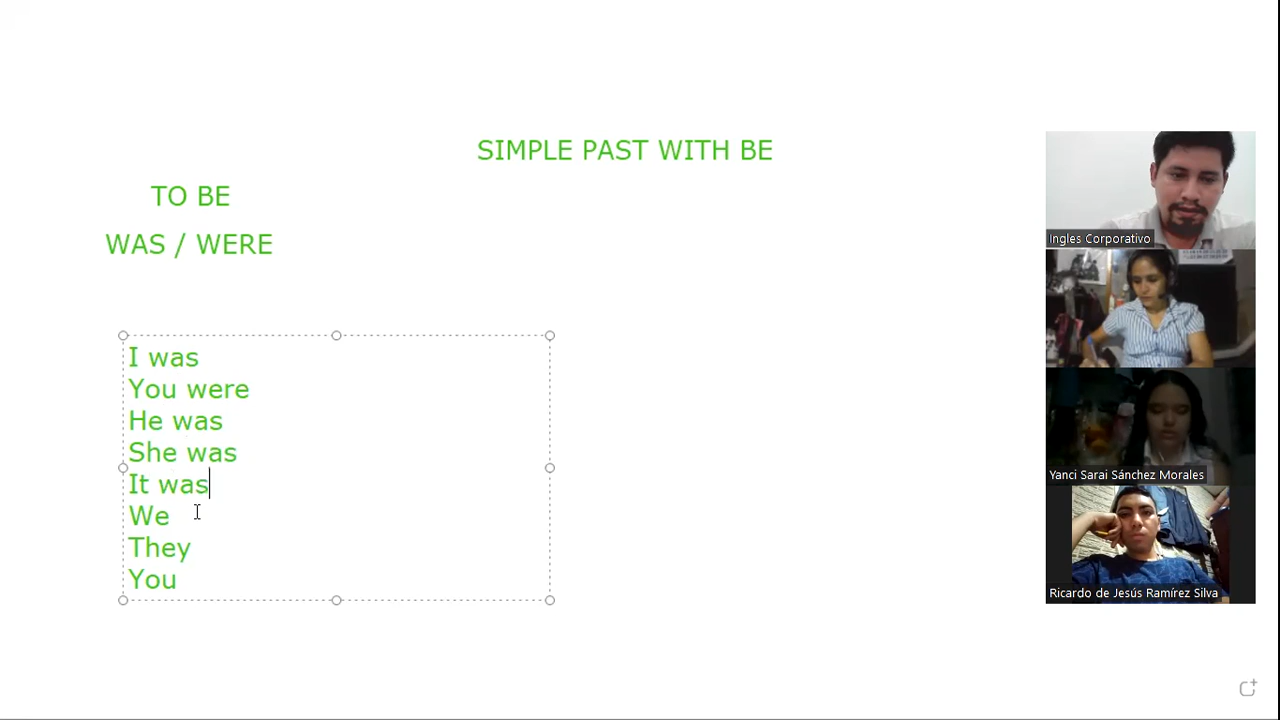 SIMPLE PAST WITH BE
TO BE
WAS / WERE
I was
You were
He was
She was
It was
We
They
You
Ingles Corporativo
Yanci Sarai Sánchez Morales
Ricardo de Jesús Ramírez Silva